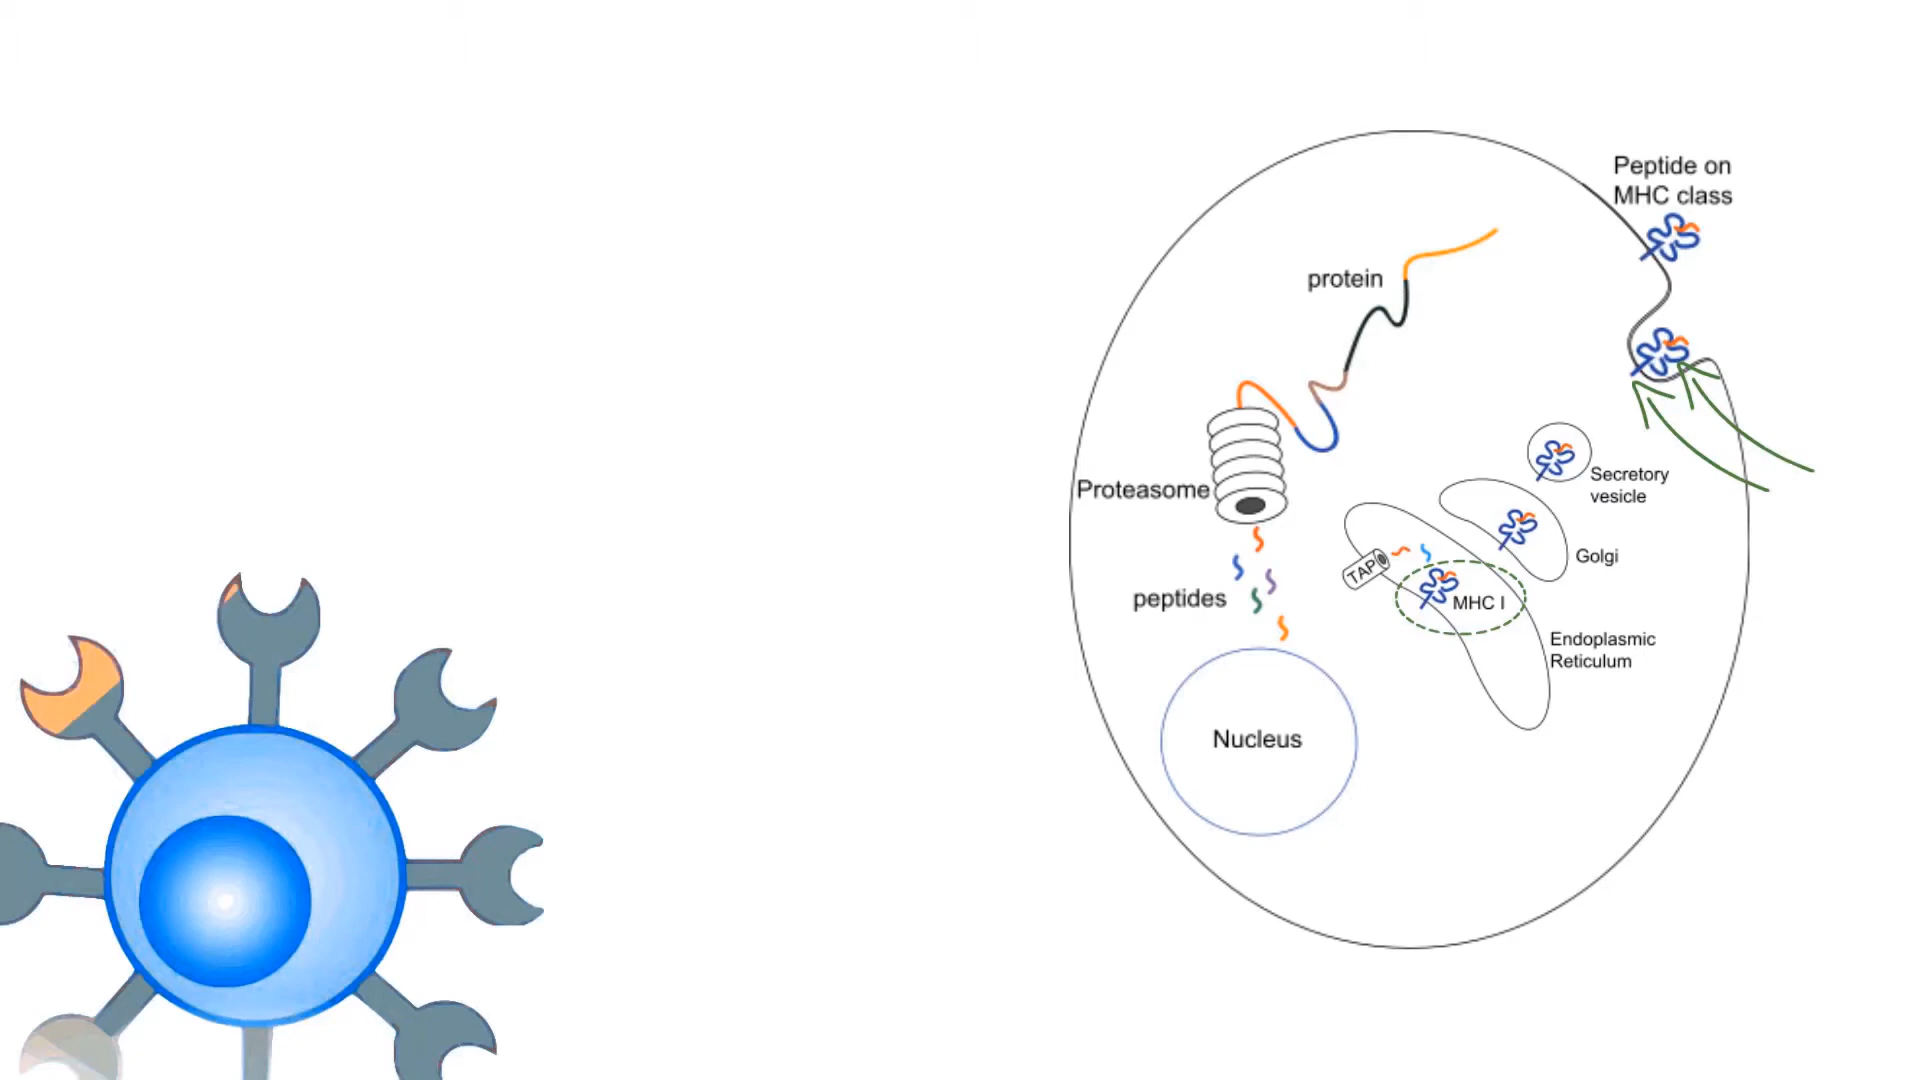 Peptide on
MHC class
protein
Proteasome
Secretory
vesicle
Golgi
TAP
peptides
MHC I
Endoplasmic
Reticulum
Nucleus